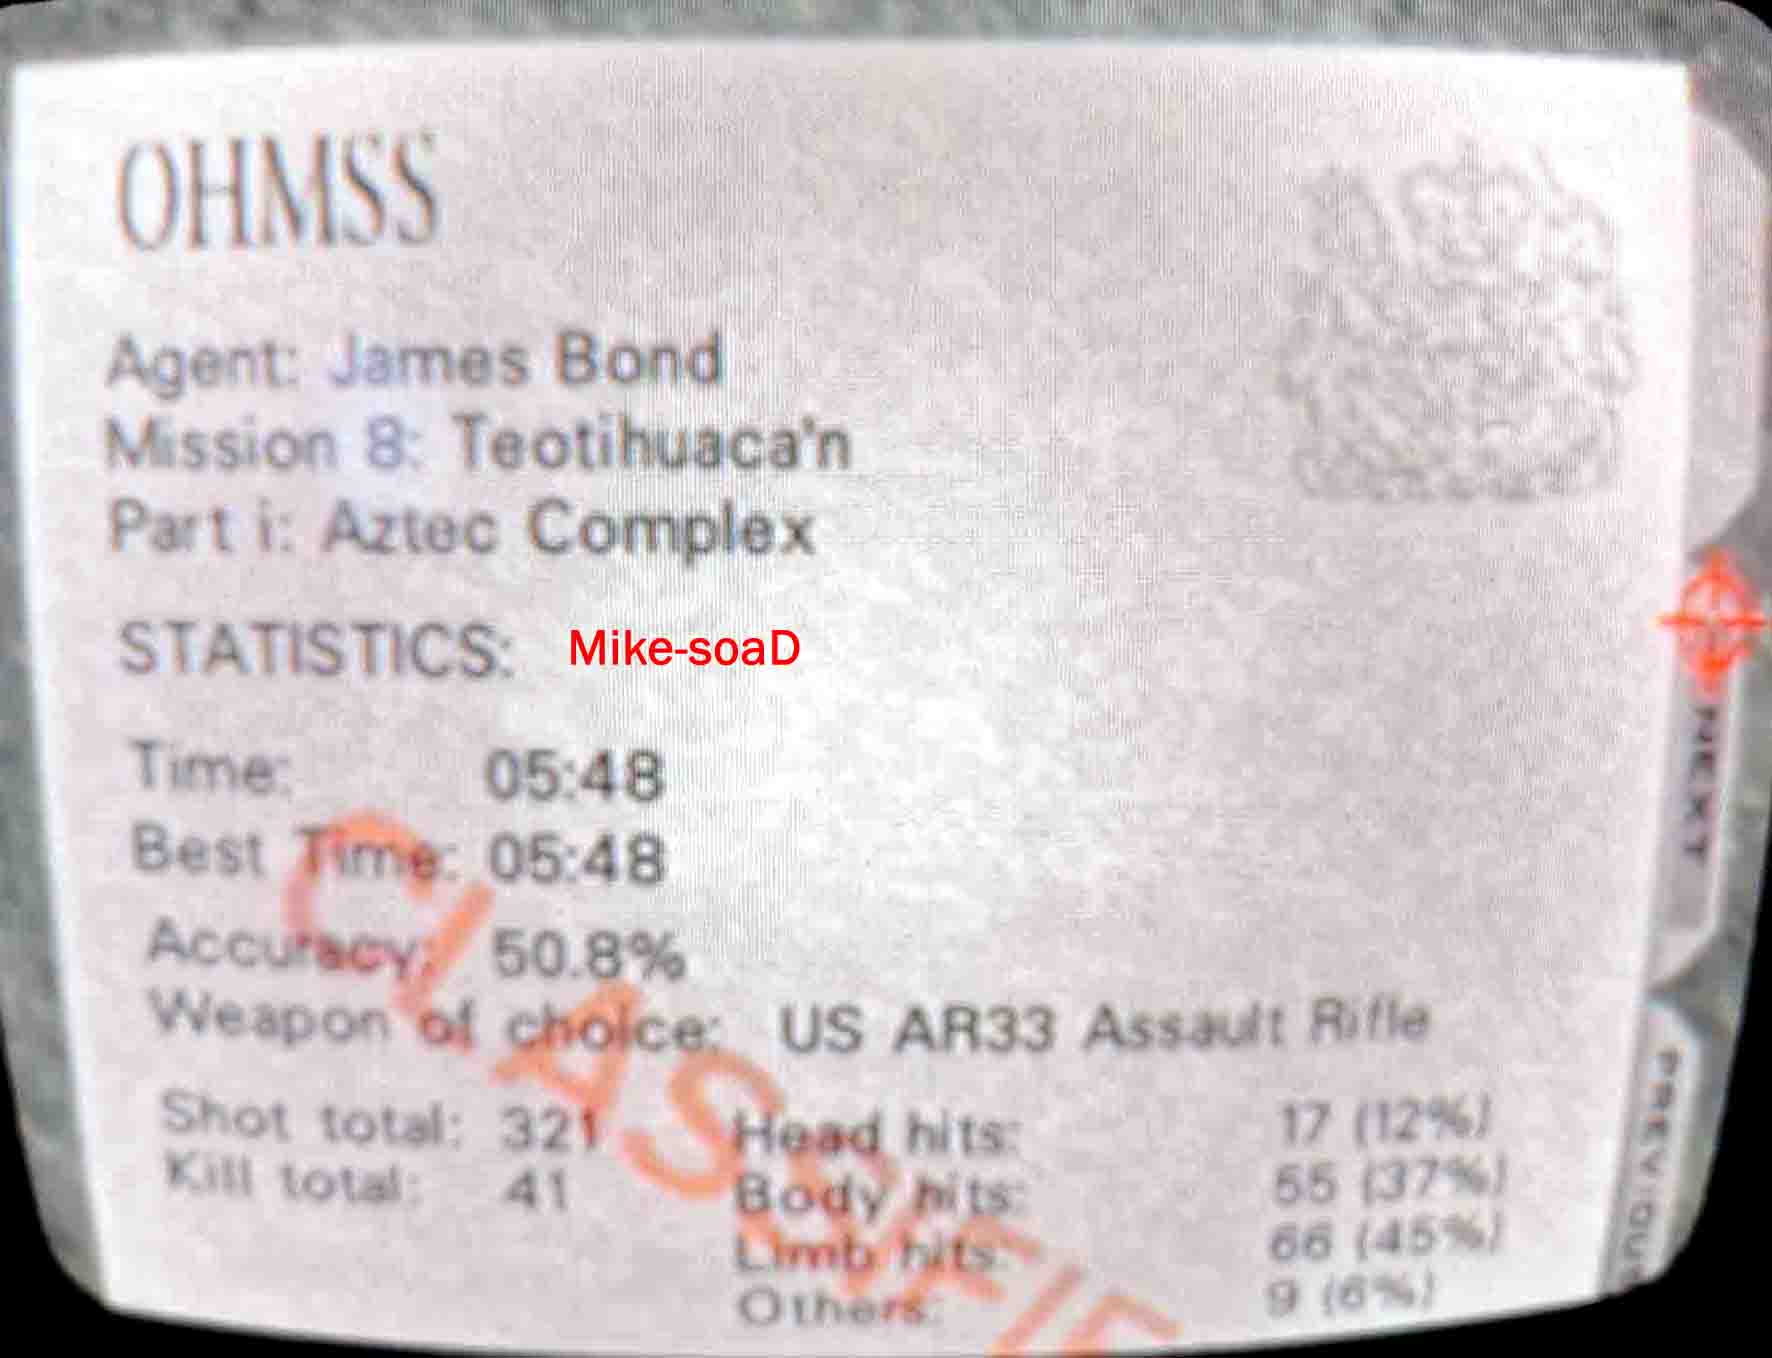 OHMSS
Agent: James Bond
Mission 8: Teotihuaca'n
Part i: Aztec Complex
STATISTICS: Mike-soaD
Time: 05:48
Best Time: 05:48
Accuracy: 50.8%
Weapon of choice: US AR33 Assault Rifle
Shot total: 321 Head hits: 17 (12%)
Kill total: 41 Body hits: 55 (37%)
Limb hits: 66 (45%)
Others: 9 (6%)
CLASSIFIE
NEXT
PREVIOUS